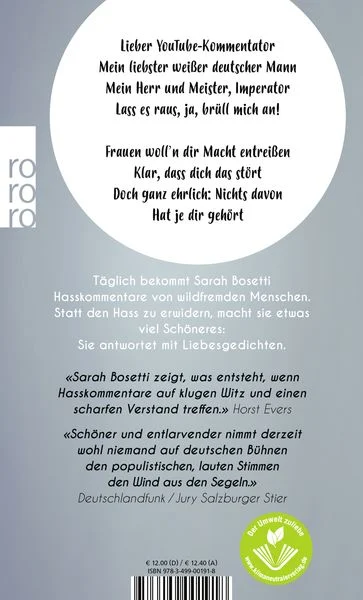 Lieber YouTube-Kommentator
Mein liebster weißer deutscher Mann
Mein Herr und Meister, Imperator
Lass es raus, ja, brüll mich an!
Frauen woll’n dir Macht entreißen
Klar, dass dich das stört
Doch ganz ehrlich: Nichts davon
Hat je dir gehört
ro
ro
ro
Täglich bekommt Sarah Bosetti
Hasskommentare von wildfremden Menschen.
Statt den Hass zu erwidern, macht sie etwas
viel Schöneres:
Sie antwortet mit Liebesgedichten.
«Sarah Bosetti zeigt, was entsteht, wenn
Hasskommentare auf klugen Witz und einen
scharfen Verstand treffen.» Horst Evers
«Schöner und entlarvender nimmt derzeit
wohl niemand auf deutschen Bühnen
den populistischen, lauten Stimmen
den Wind aus den Segeln.»
Deutschlandfunk / Jury Salzburger Stier
Der Umwelt zuliebe
www.klimaneutralerverlag.de
€ 12.00 (D) / € 12.40 (A)
ISBN 978-3-499-00191-8